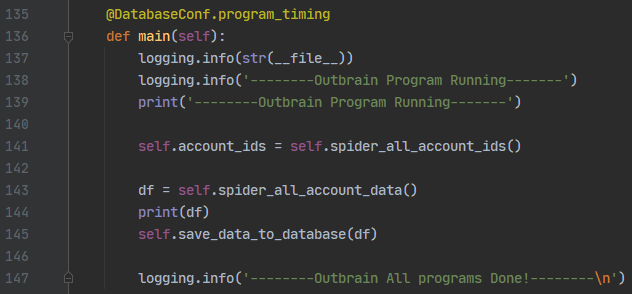 135 @DatabaseConf.program_timing
136 def main(self):
137 logging.info(str(__file__))
138 logging.info('--------Outbrain Program Running-------')
139 print('--------Outbrain Program Running-------')
140
141 self.account_ids = self.spider_all_account_ids()
142
143 df = self.spider_all_account_data()
144 print(df)
145 self.save_data_to_database(df)
146
147 logging.info('--------Outbrain All programs Done!--------\n')